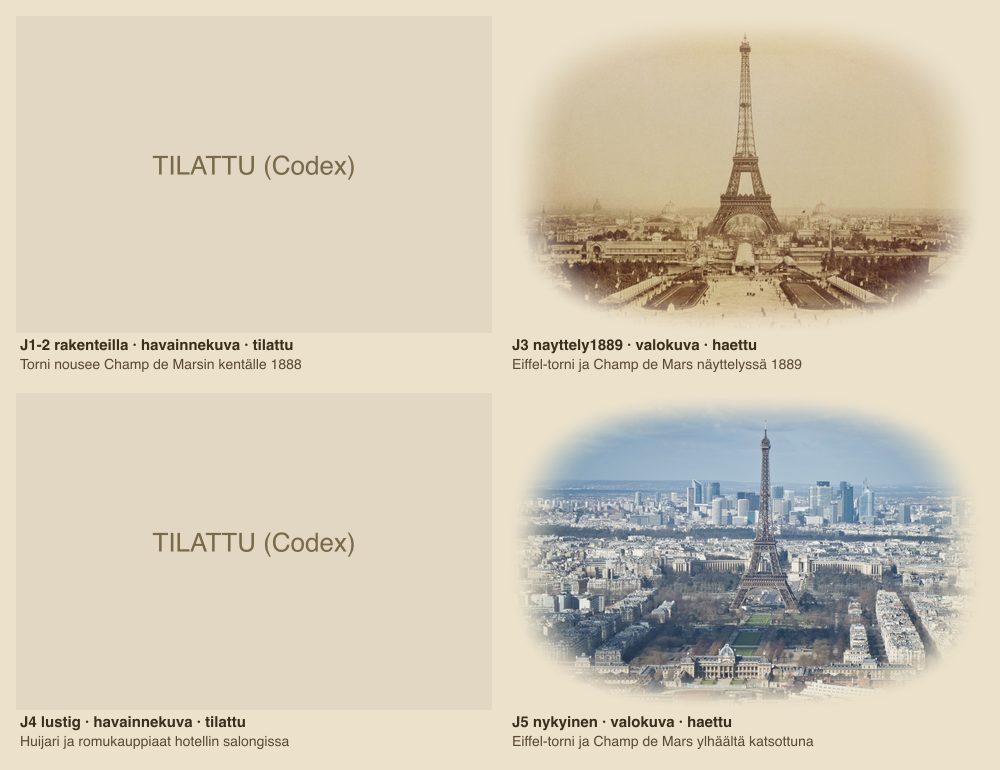 TILATTU (Codex)
J1-2 rakenteilla · havainnekuva · tilattu
Torni nousee Champ de Marsin kentälle 1888
J3 nayttely1889 · valokuva · haettu
Eiffel-torni ja Champ de Mars näyttelyssä 1889
TILATTU (Codex)
J4 lustig · havainnekuva · tilattu
Huijari ja romukauppiaat hotellin salongissa
J5 nykyinen · valokuva · haettu
Eiffel-torni ja Champ de Mars ylhäältä katsottuna